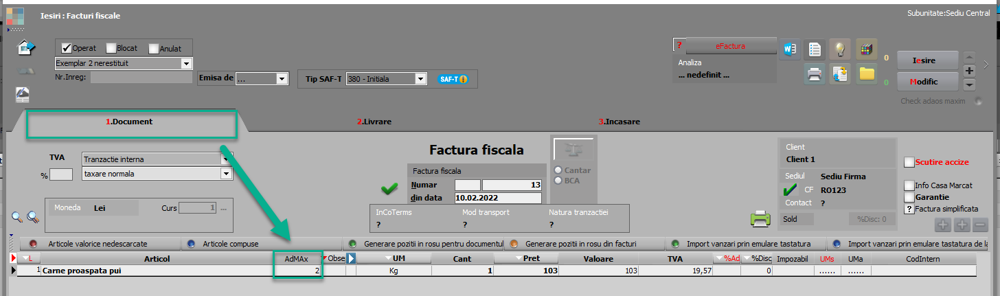 Iesiri : Facturi fiscale
Subunitate:Sediu Central
Operat Blocat Anulat
Exemplar 2 nerestituit
Nr.Inreg:
Emisa de ...
Tip SAF-T 380 - Initiala
SAF-T
? eFactura
Analiza
... nedefinit ...
0
0
Iesire
Modific
Check adaos maxim
1.Document
2.Livrare
3.Incasare
TVA Tranzactie interna
% taxare normala
Moneda Lei Curs 1 ...
Factura fiscala
Factura fiscala
Numar 13
din data 10.02.2022
Cantar
BCA
InCoTerms Mod transport Natura tranzactiei
? ? ?
Client
Client 1
Sediul Sediu Firma
CF RO123
Contact ?
Sold %Disc: 0
Scutire accize
Info Casa Marcat
Garantie
? Factura simplificata
Articole valorice nedescarcate Articole compuse Generare pozitii in rosu pentru documentul Generare pozitii in rosu din facturi Import vanzari prin emulare tastatura Import vanzari prin emulare tastatura de la
L Articol AdMAx Obse UM Cant Pret Valoare TVA %Ad %Disc Impozabil UMs UMa CodIntern
1 Carne proaspata pui 2 Kg 1 103 103 19,57 0 ...... ......